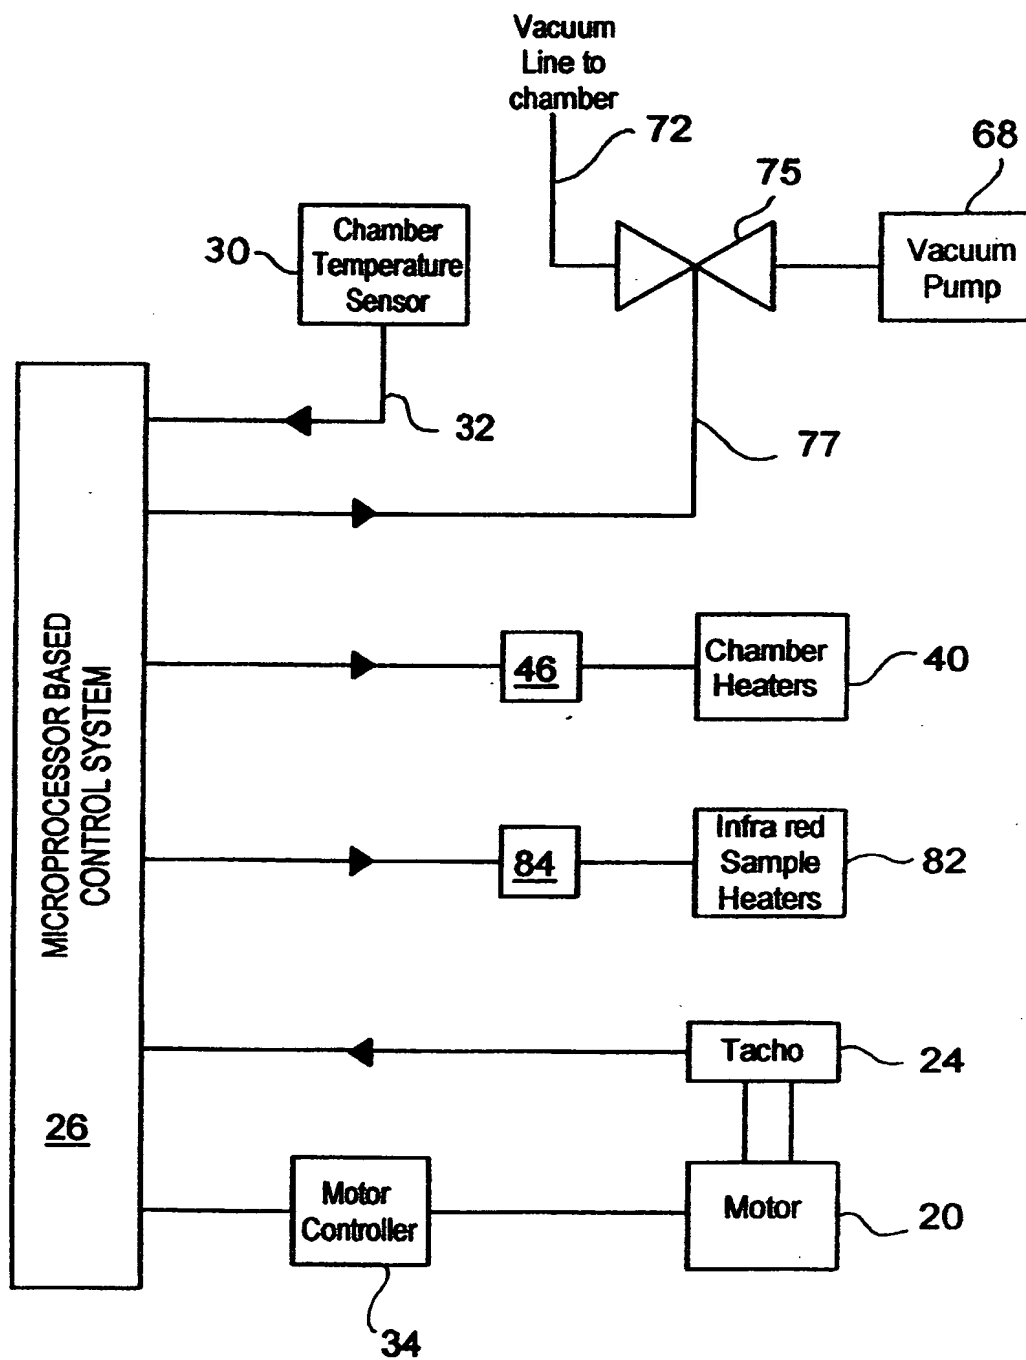 Vacuum
Line to
chamber
72
75
68
Vacuum
Pump
30
Chamber
Temperature
Sensor
32
77
MICROPROCESSOR BASED
CONTROL SYSTEM
26
46
Chamber
Heaters
40
84
Infra red
Sample
Heaters
82
Tacho
24
Motor
Controller
34
Motor
20